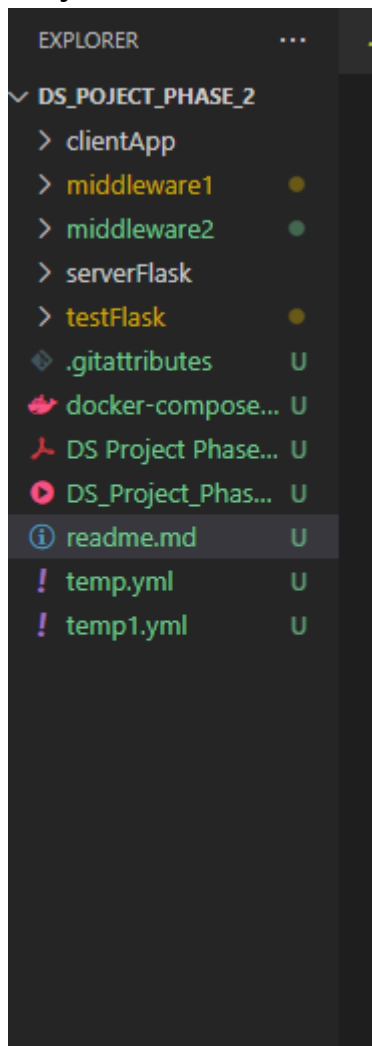 EXPLORER ...
DS_POJECT_PHASE_2
clientApp
middleware1
middleware2
serverFlask
testFlask
.gitattributes U
docker-compose... U
DS Project Phase... U
DS_Project_Phas... U
readme.md U
temp.yml U
temp1.yml U